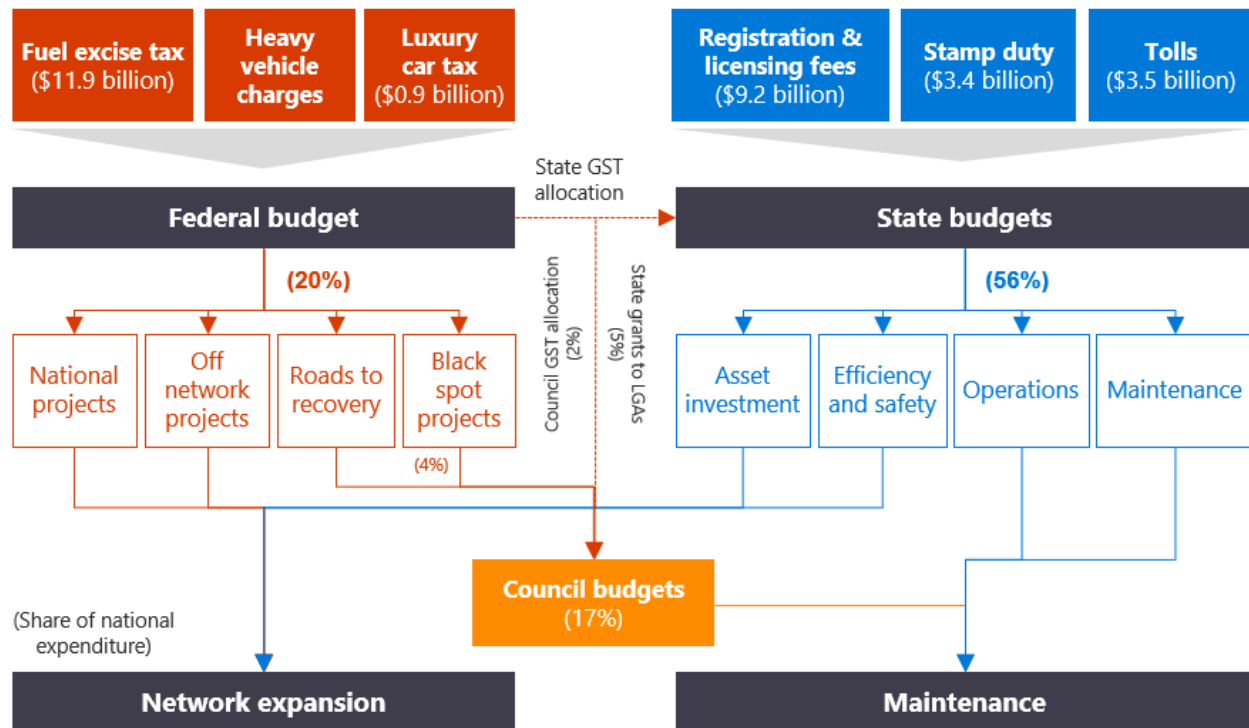 Fuel excise tax
($11.9 billion)
Heavy
vehicle
charges
Luxury
car tax
($0.9 billion)
Registration &
licensing fees
($9.2 billion)
Stamp duty
($3.4 billion)
Tolls
($3.5 billion)
State GST
allocation
Federal budget
State budgets
(20%)
(56%)
Council GST allocation
(2%)
State grants to LGAs
(5%)
National
projects
Off
network
projects
Roads to
recovery
Black
spot
projects
Asset
investment
Efficiency
and safety
Operations
Maintenance
(4%)
Council budgets
(17%)
(Share of national
expenditure)
Network expansion
Maintenance